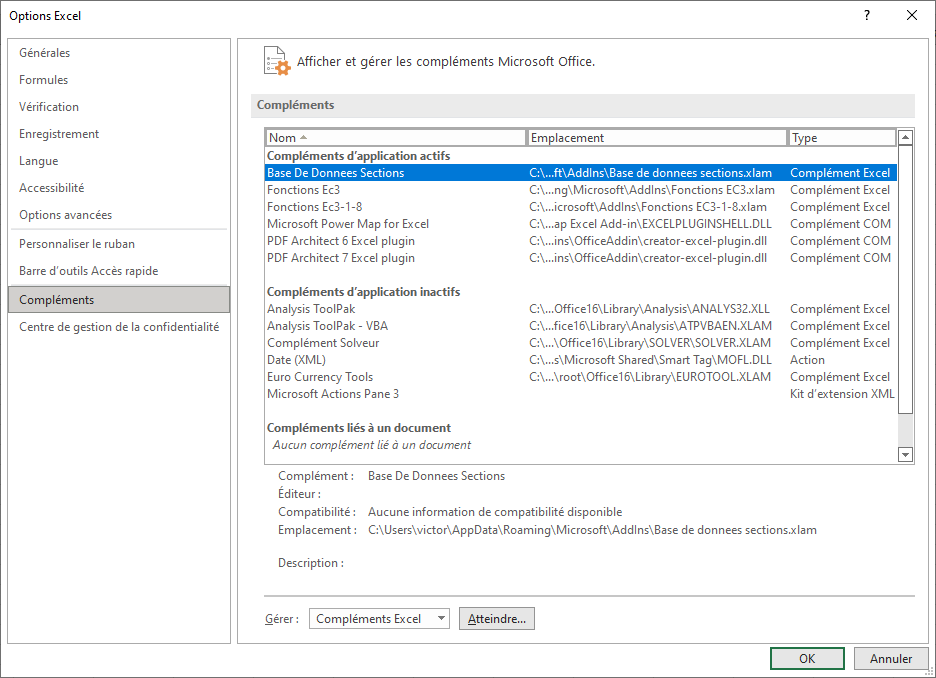 Options Excel
?
Générales
Formules
Vérification
Enregistrement
Langue
Accessibilité
Options avancées
Personnaliser le ruban
Barre d'outils Accès rapide
Compléments
Centre de gestion de la confidentialité
Afficher et gérer les compléments Microsoft Office.
Compléments
Nom Emplacement Type
Compléments d'application actifs
Base De Donnees Sections C:\...ft\AddIns\Base de donnees sections.xlam Complément Excel
Fonctions Ec3 C:\...ng\Microsoft\AddIns\Fonctions EC3.xlam Complément Excel
Fonctions Ec3-1-8 C:\...icrosoft\AddIns\Fonctions EC3-1-8.xlam Complément Excel
Microsoft Power Map for Excel C:\...ap Excel Add-in\EXCELPLUGINSHELL.DLL Complément COM
PDF Architect 6 Excel plugin C:\...ins\OfficeAddin\creator-excel-plugin.dll Complément COM
PDF Architect 7 Excel plugin C:\...ins\OfficeAddin\creator-excel-plugin.dll Complément COM
Compléments d'application inactifs
Analysis ToolPak C:\...Office16\Library\Analysis\ANALYS32.XLL Complément Excel
Analysis ToolPak - VBA C:\...fice16\Library\Analysis\ATPVBAEN.XLAM Complément Excel
Complément Solveur C:\...\Office16\Library\SOLVER\SOLVER.XLAM Complément Excel
Date (XML) C:\...s\Microsoft Shared\Smart Tag\MOFL.DLL Action
Euro Currency Tools C:\...\root\Office16\Library\EUROTOOL.XLAM Complément Excel
Microsoft Actions Pane 3 Kit d'extension XML
Compléments liés à un document
Aucun complément lié à un document
Complément : Base De Donnees Sections
Éditeur :
Compatibilité : Aucune information de compatibilité disponible
Emplacement : C:\Users\victor\AppData\Roaming\Microsoft\AddIns\Base de donnees sections.xlam
Description :
Gérer : Compléments Excel Atteindre...
OK Annuler